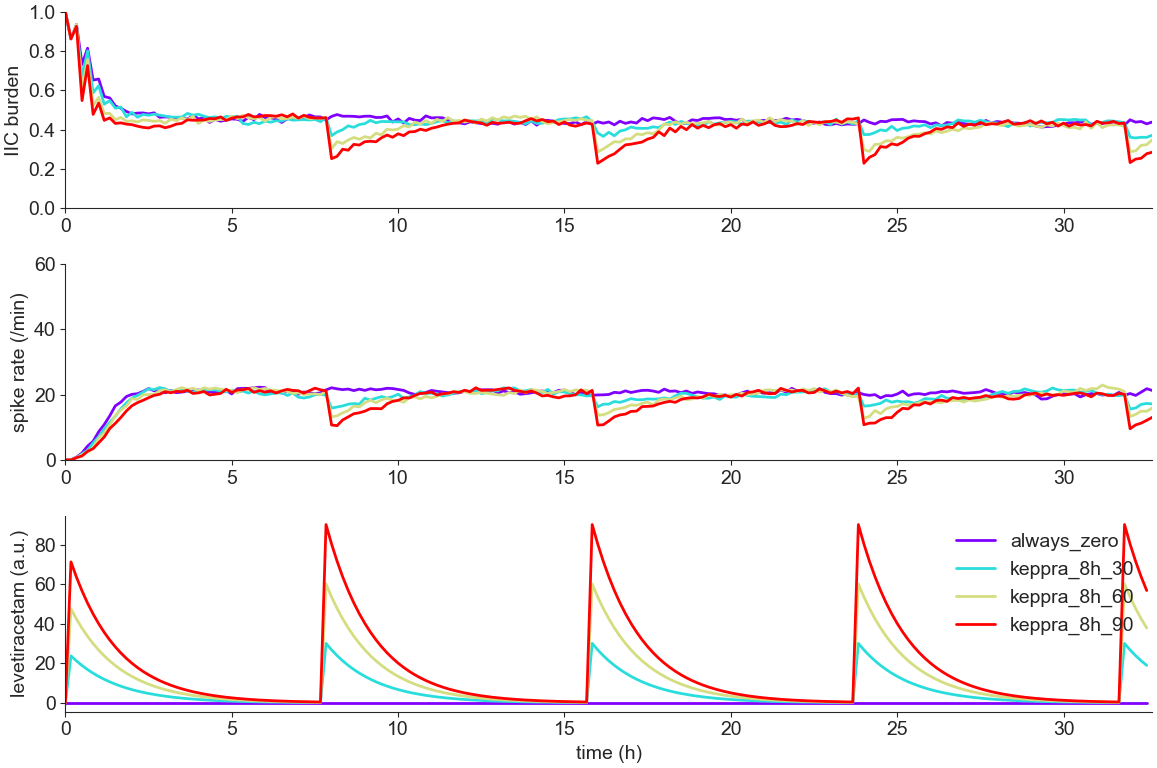 IIC burden
1.0
0.8
0.6
0.4
0.2
0.0
0 5 10 15 20 25 30
spike rate (/min)
60
40
20
0
0 5 10 15 20 25 30
levetiracetam (a.u.)
80
60
40
20
0
always_zero
keppra_8h_30
keppra_8h_60
keppra_8h_90
0 5 10 15 20 25 30
time (h)